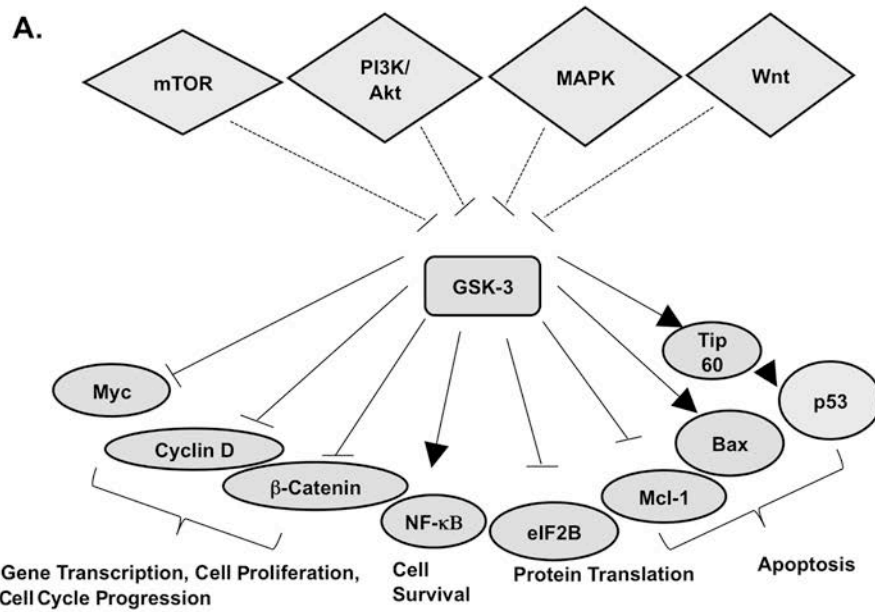 A.
mTOR
PI3K/
Akt
MAPK
Wnt
GSK-3
Tip
60
p53
Myc
Bax
Cyclin D
β-Catenin
Mcl-1
NF-κB
eIF2B
Gene Transcription, Cell Proliferation,
Cell Cycle Progression
Cell
Survival
Protein Translation
Apoptosis